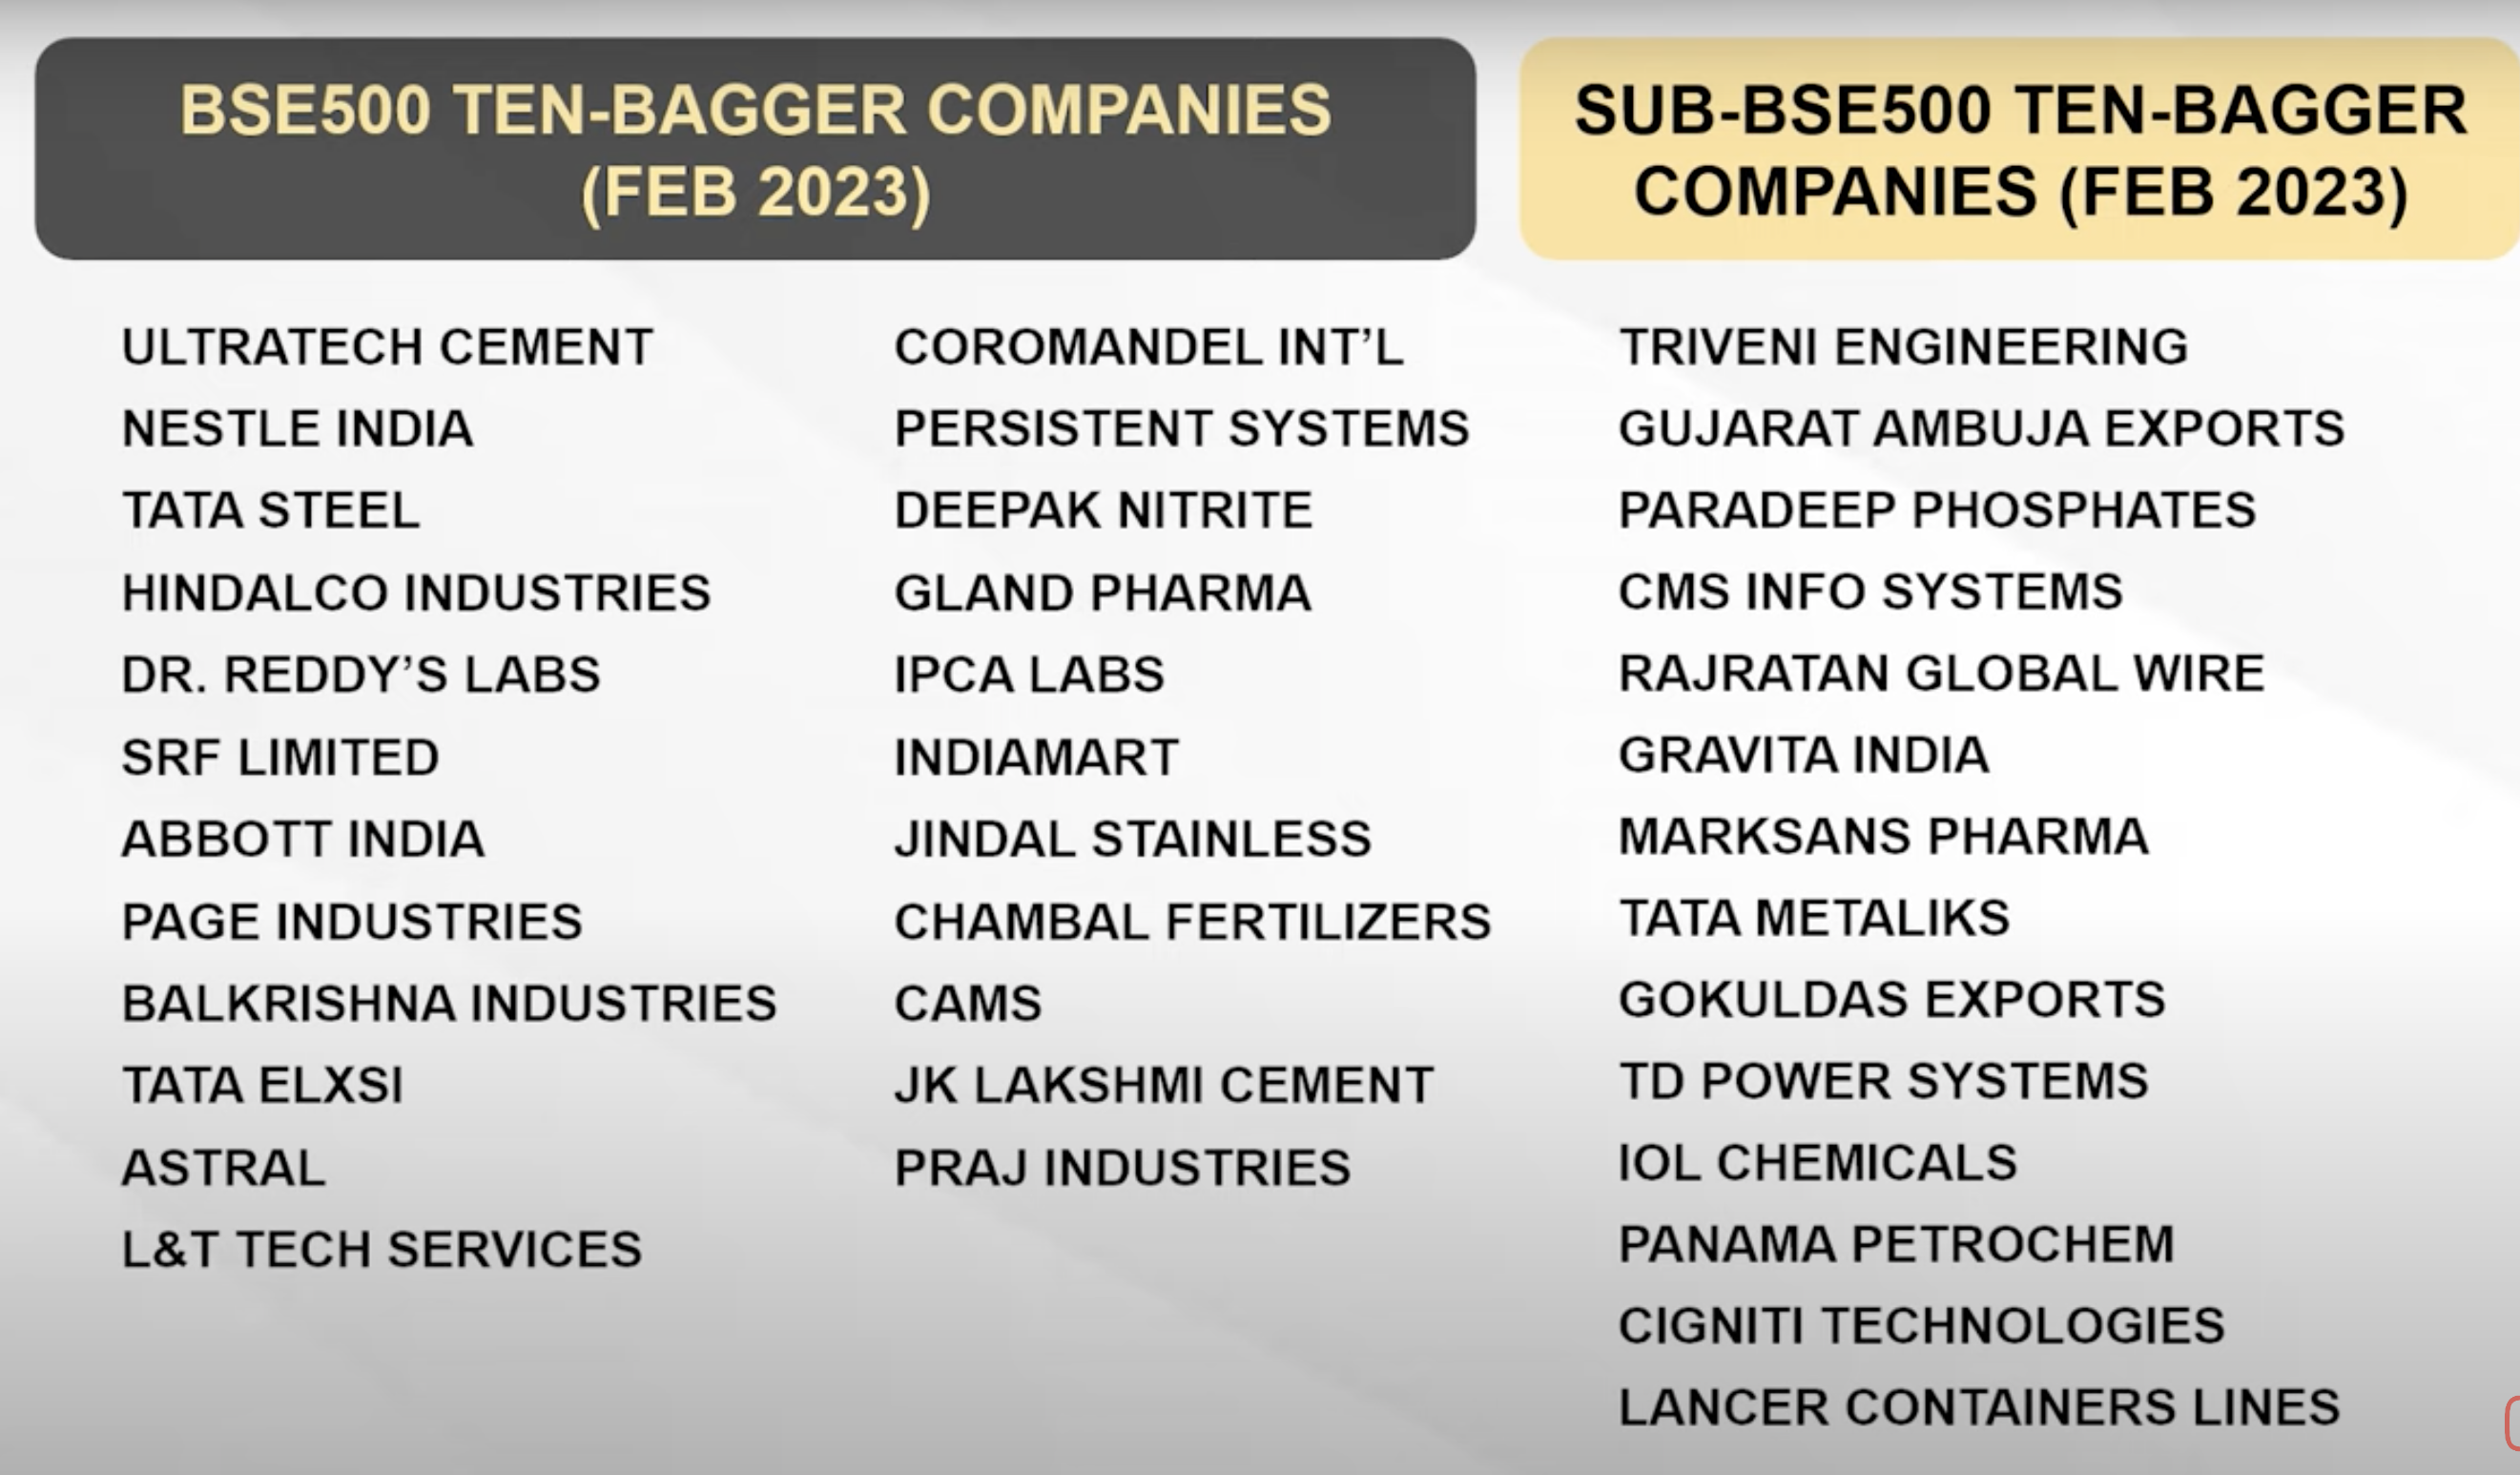 BSE500 TEN-BAGGER COMPANIES
(FEB 2023)
ULTRATECH CEMENT
NESTLE INDIA
TATA STEEL
HINDALCO INDUSTRIES
DR. REDDY’S LABS
SRF LIMITED
ABBOTT INDIA
PAGE INDUSTRIES
BALKRISHNA INDUSTRIES
TATA ELXSI
ASTRAL
L&T TECH SERVICES
COROMANDEL INT’L
PERSISTENT SYSTEMS
DEEPAK NITRITE
GLAND PHARMA
IPCA LABS
INDIAMART
JINDAL STAINLESS
CHAMBAL FERTILIZERS
CAMS
JK LAKSHMI CEMENT
PRAJ INDUSTRIES
SUB-BSE500 TEN-BAGGER
COMPANIES (FEB 2023)
TRIVENI ENGINEERING
GUJARAT AMBUJA EXPORTS
PARADEEP PHOSPHATES
CMS INFO SYSTEMS
RAJRATAN GLOBAL WIRE
GRAVITA INDIA
MARKSANS PHARMA
TATA METALIKS
GOKULDAS EXPORTS
TD POWER SYSTEMS
IOL CHEMICALS
PANAMA PETROCHEM
CIGNITI TECHNOLOGIES
LANCER CONTAINERS LINES